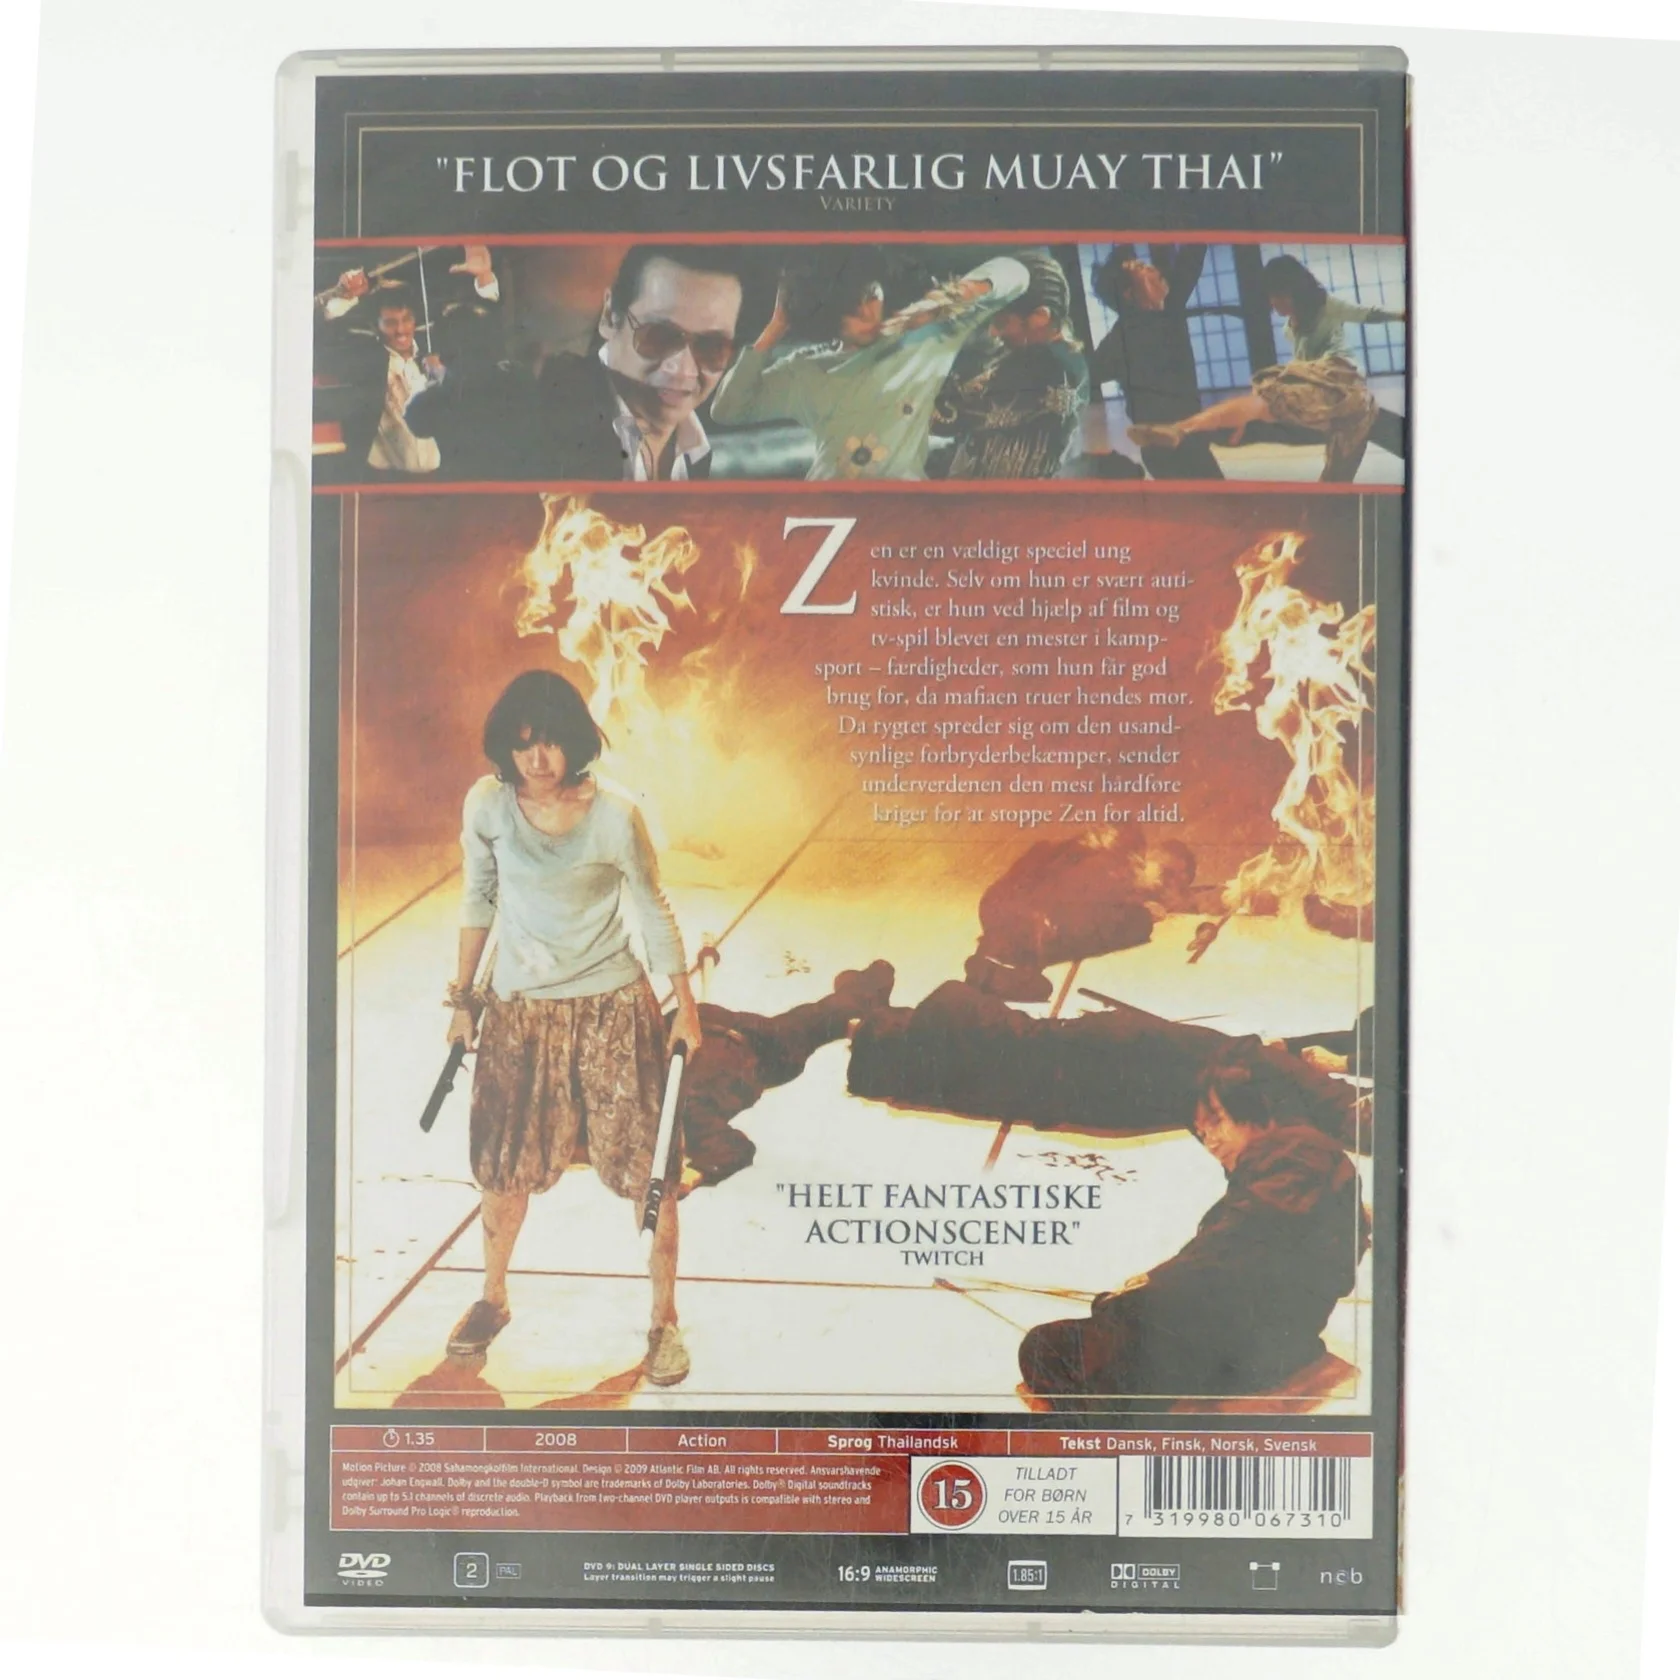 "FLOT OG LIVSFARLIG MUAY THAI"
VARIETY
Zen er en vældigt speciel ung
kvinde. Selv om hun er svært auti-
stisk, er hun ved hjælp af film og
tv-spil blevet en mester i kamp-
sport – færdigheder, som hun får god
brug for, da mafiaen truer hendes mor.
Da rygtet spreder sig om den usand-
synlige forbryderbekæmper, sender
underverdenen den mest hårdføre
kriger for at stoppe Zen for altid.
"HELT FANTASTISKE
ACTIONSCENER"
TWITCH
1.35 2008 Action Sprog Thailandsk Tekst Dansk, Finsk, Norsk, Svensk
Motion Picture © 2008 Sahamongkolfilm International. Design © 2009 Atlantic Film AB. All rights reserved. Ansvarshavende
udgiver: Johan Engwall. Dolby and the double-D symbol are trademarks of Dolby Laboratories. Dolby® Digital soundtracks
contain up to 5.1 channels of discrete audio. Playback from two-channel DVD player outputs is compatible with stereo and
Dolby Surround Pro Logic® reproduction.
15
TILLADT
FOR BØRN
OVER 15 ÅR
7 319980 067310
DVD
VIDEO
2 PAL
DVD 9: DUAL LAYER SINGLE SIDED DISCS
Layer transition may trigger a slight pause
16:9 ANAMORPHIC
WIDESCREEN
1.85:1
DOLBY
DIGITAL
ncb